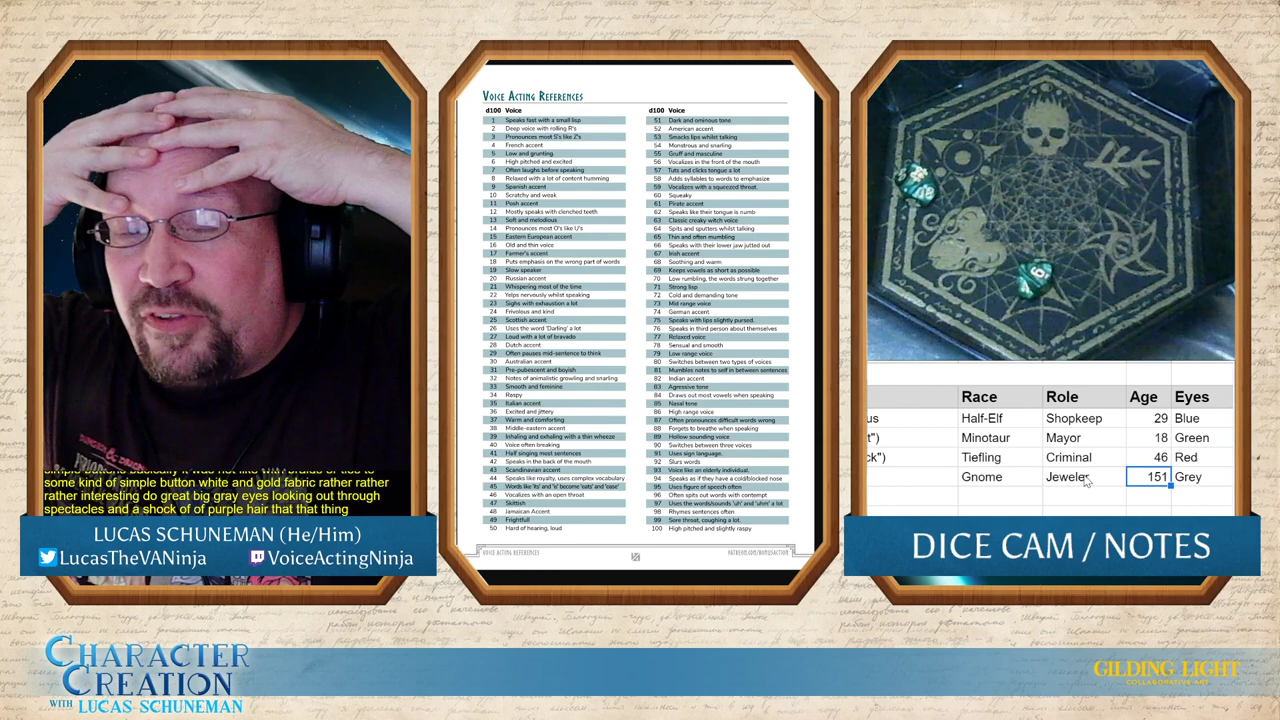 simple buttons basically it was not like with braids or ties to
some kind of simple button white and gold fabric rather rather
rather interesting do great big gray eyes looking out through
spectacles and a shock of of purple hair that that thing
LUCAS SCHUNEMAN (He/Him)
LucasTheVANinja VoiceActingNinja
CHARACTER
CREATION
WITH LUCAS SCHUNEMAN
VOICE ACTING REFERENCES
d100 Voice
1 Speaks fast with a small lisp
2 Deep voice with rolling R's
3 Pronounces most S's like Z's
4 French accent
5 Low and grunting.
6 High pitched and excited
7 Often laughs before speaking
8 Relaxed with a lot of content humming
9 Spanish accent
10 Scratchy and weak
11 Posh accent
12 Mostly speaks with clenched teeth
13 Soft and melodious
14 Pronounces most O's like U's
15 Eastern European accent
16 Old and thin voice
17 Farmer's accent
18 Puts emphasis on the wrong part of words
19 Slow speaker
20 Russian accent
21 Whispering most of the time
22 Yelps nervously whilst speaking
23 Sighs with exhaustion a lot
24 Frivolous and kind
25 Scottish accent
26 Uses the word 'Darling' a lot
27 Loud with a lot of bravado
28 Dutch accent
29 Often pauses mid-sentence to think
30 Australian accent
31 Pre-pubescent and boyish
32 Notes of animalistic growling and snarling
33 Smooth and feminine
34 Raspy
35 Italian accent
36 Excited and jittery
37 Warm and comforting
38 Middle-eastern accent
39 Inhaling and exhaling with a thin wheeze
40 Voice often breaking
41 Half singing most sentences
42 Speaks in the back of the mouth
43 Scandinavian accent
44 Speaks like royalty, uses complex vocabulary
45 Words like 'its' and 'is' become 'eats' and 'ease'
46 Vocalizes with an open throat
47 Skittish
48 Jamaican Accent
49 Frightful
50 Hard of hearing, loud
d100 Voice
51 Dark and ominous tone
52 American accent
53 Smacks lips whilst talking
54 Monstrous and snarling
55 Gruff and masculine
56 Vocalizes in the front of the mouth
57 Tuts and clicks tongue a lot
58 Adds syllables to words to emphasize
59 Vocalizes with a squeezed throat.
60 Squeaky
61 Pirate accent
62 Speaks like their tongue is numb
63 Classic creaky witch voice
64 Spits and sputters whilst talking
65 Thin and often mumbling
66 Speaks with their lower jaw jutted out
67 Irish accent
68 Soothing and warm
69 Keeps vowels as short as possible
70 Low rumbling, the words strung together
71 Strong lisp
72 Cold and demanding tone
73 Mid range voice
74 German accent
75 Speaks with lips slightly pursed.
76 Speaks in third person about themselves
77 Relaxed voice
78 Sensual and smooth
79 Low range voice
80 Switches between two types of voices
81 Mumbles notes to self in between sentences
82 Indian accent
83 Agressive tone
84 Draws out most vowels when speaking
85 Nasal tone
86 High range voice
87 Often pronounces difficult words wrong
88 Forgets to breathe when speaking
89 Hollow sounding voice
90 Switches between three voices
91 Uses sign language.
92 Slurs words
93 Voice like an elderly individual.
94 Speaks as if they have a cold/blocked nose
95 Uses figure of speech often
96 Often spits out words with contempt
97 Uses the words/sounds 'uh' and 'uhm' a lot
98 Rhymes sentences often
99 Sore throat, coughing a lot.
100 High pitched and slightly raspy
VOICE ACTING REFERENCES PATREON.COM/BONUSACTION
Race Role Age Eyes
us Half-Elf Shopkeep 29 Blue
t") Minotaur Mayor 18 Green
ck") Tiefling Criminal 46 Red
Gnome Jeweler 151 Grey
DICE CAM / NOTES
GILDING LIGHT
COLLABORATIVE ART